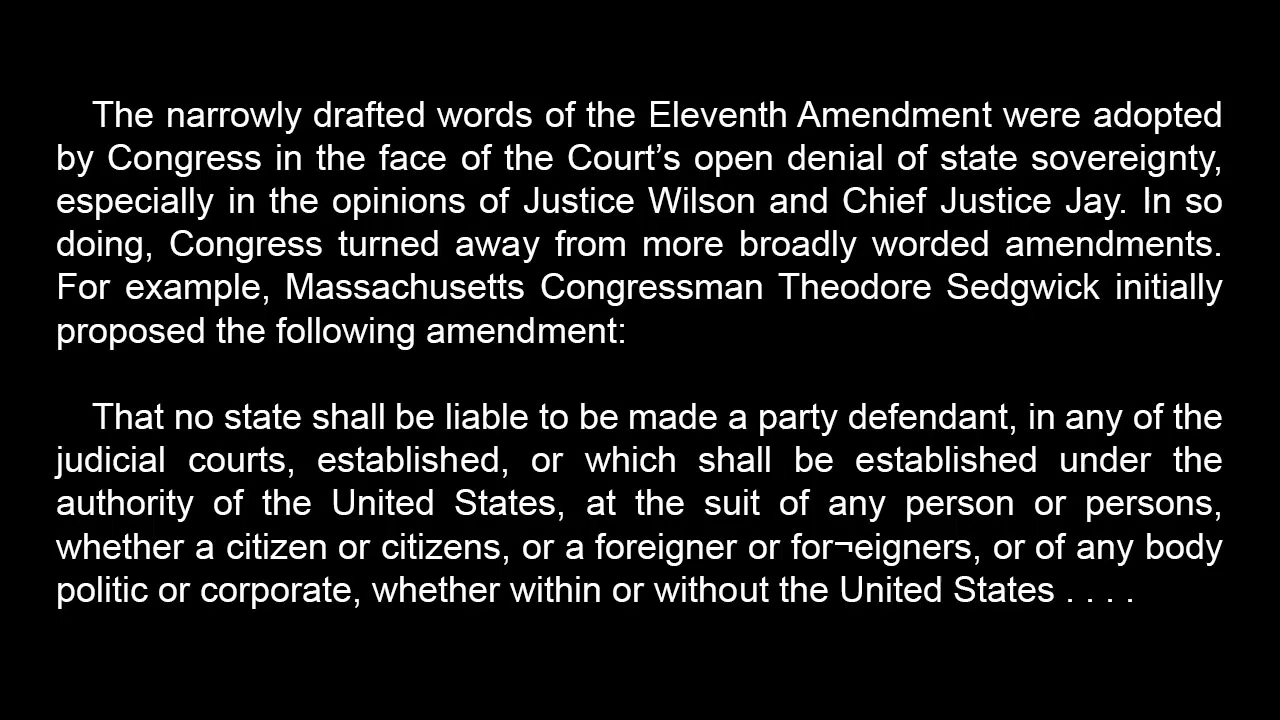 The narrowly drafted words of the Eleventh Amendment were adopted
by Congress in the face of the Court’s open denial of state sovereignty,
especially in the opinions of Justice Wilson and Chief Justice Jay. In so
doing, Congress turned away from more broadly worded amendments.
For example, Massachusetts Congressman Theodore Sedgwick initially
proposed the following amendment:
That no state shall be liable to be made a party defendant, in any of the
judicial courts, established, or which shall be established under the
authority of the United States, at the suit of any person or persons,
whether a citizen or citizens, or a foreigner or for¬eigners, or of any body
politic or corporate, whether within or without the United States . . . .